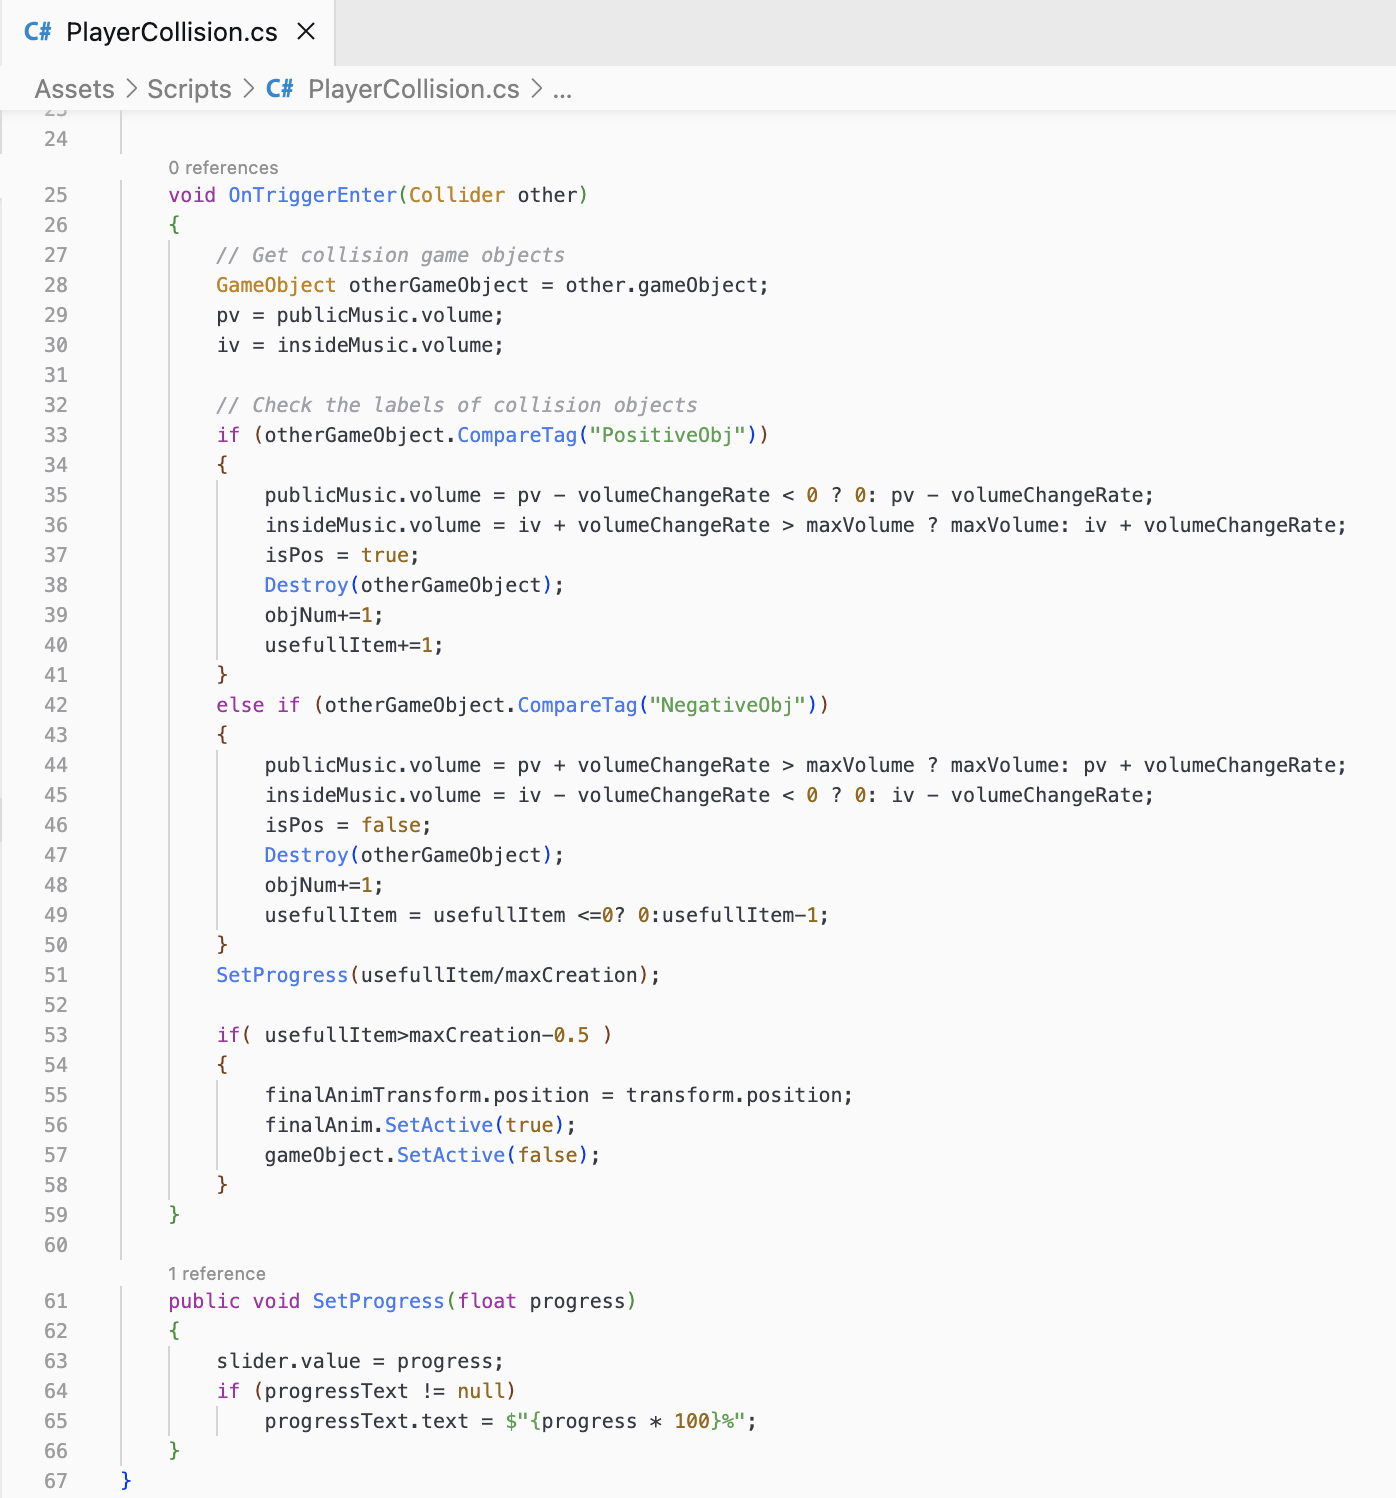 C# PlayerCollision.cs ×
Assets > Scripts > C# PlayerCollision.cs > ...
24
0 references
25 void OnTriggerEnter(Collider other)
26 {
27 // Get collision game objects
28 GameObject otherGameObject = other.gameObject;
29 pv = publicMusic.volume;
30 iv = insideMusic.volume;
31
32 // Check the labels of collision objects
33 if (otherGameObject.CompareTag("PositiveObj"))
34 {
35 publicMusic.volume = pv - volumeChangeRate < 0 ? 0: pv - volumeChangeRate;
36 insideMusic.volume = iv + volumeChangeRate > maxVolume ? maxVolume: iv + volumeChangeRate;
37 isPos = true;
38 Destroy(otherGameObject);
39 objNum+=1;
40 usefullItem+=1;
41 }
42 else if (otherGameObject.CompareTag("NegativeObj"))
43 {
44 publicMusic.volume = pv + volumeChangeRate > maxVolume ? maxVolume: pv + volumeChangeRate;
45 insideMusic.volume = iv - volumeChangeRate < 0 ? 0: iv - volumeChangeRate;
46 isPos = false;
47 Destroy(otherGameObject);
48 objNum+=1;
49 usefullItem = usefullItem <=0? 0:usefullItem-1;
50 }
51 SetProgress(usefullItem/maxCreation);
52
53 if( usefullItem>maxCreation-0.5 )
54 {
55 finalAnimTransform.position = transform.position;
56 finalAnim.SetActive(true);
57 gameObject.SetActive(false);
58 }
59 }
60
1 reference
61 public void SetProgress(float progress)
62 {
63 slider.value = progress;
64 if (progressText != null)
65 progressText.text = $"{progress * 100}%";
66 }
67 }